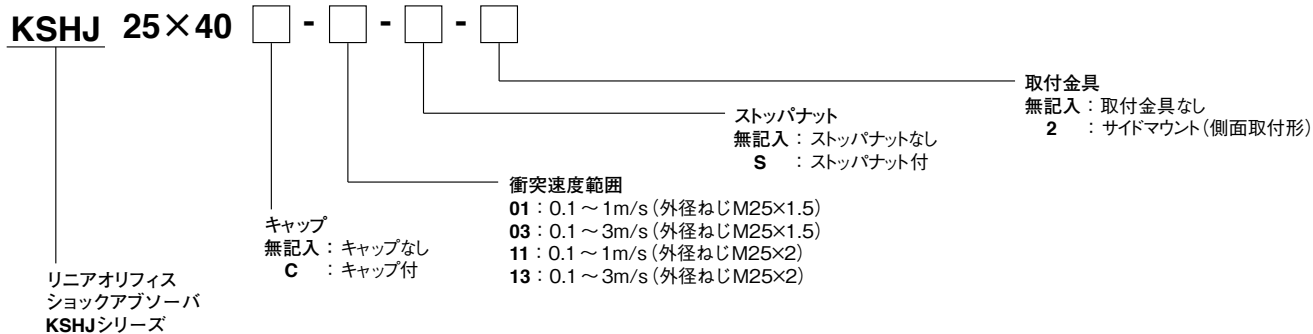 KSHJ 25×40 □ - □ - □ - □
取付金具
無記入：取付金具なし
2 ：サイドマウント（側面取付形）
ストッパナット
無記入：ストッパナットなし
S ：ストッパナット付
衝突速度範囲
01：0.1～1m/s（外径ねじM25×1.5）
03：0.1～3m/s（外径ねじM25×1.5）
11：0.1～1m/s（外径ねじM25×2）
13：0.1～3m/s（外径ねじM25×2）
キャップ
無記入：キャップなし
C ：キャップ付
リニアオリフィス
ショックアブソーバ
KSHJシリーズ